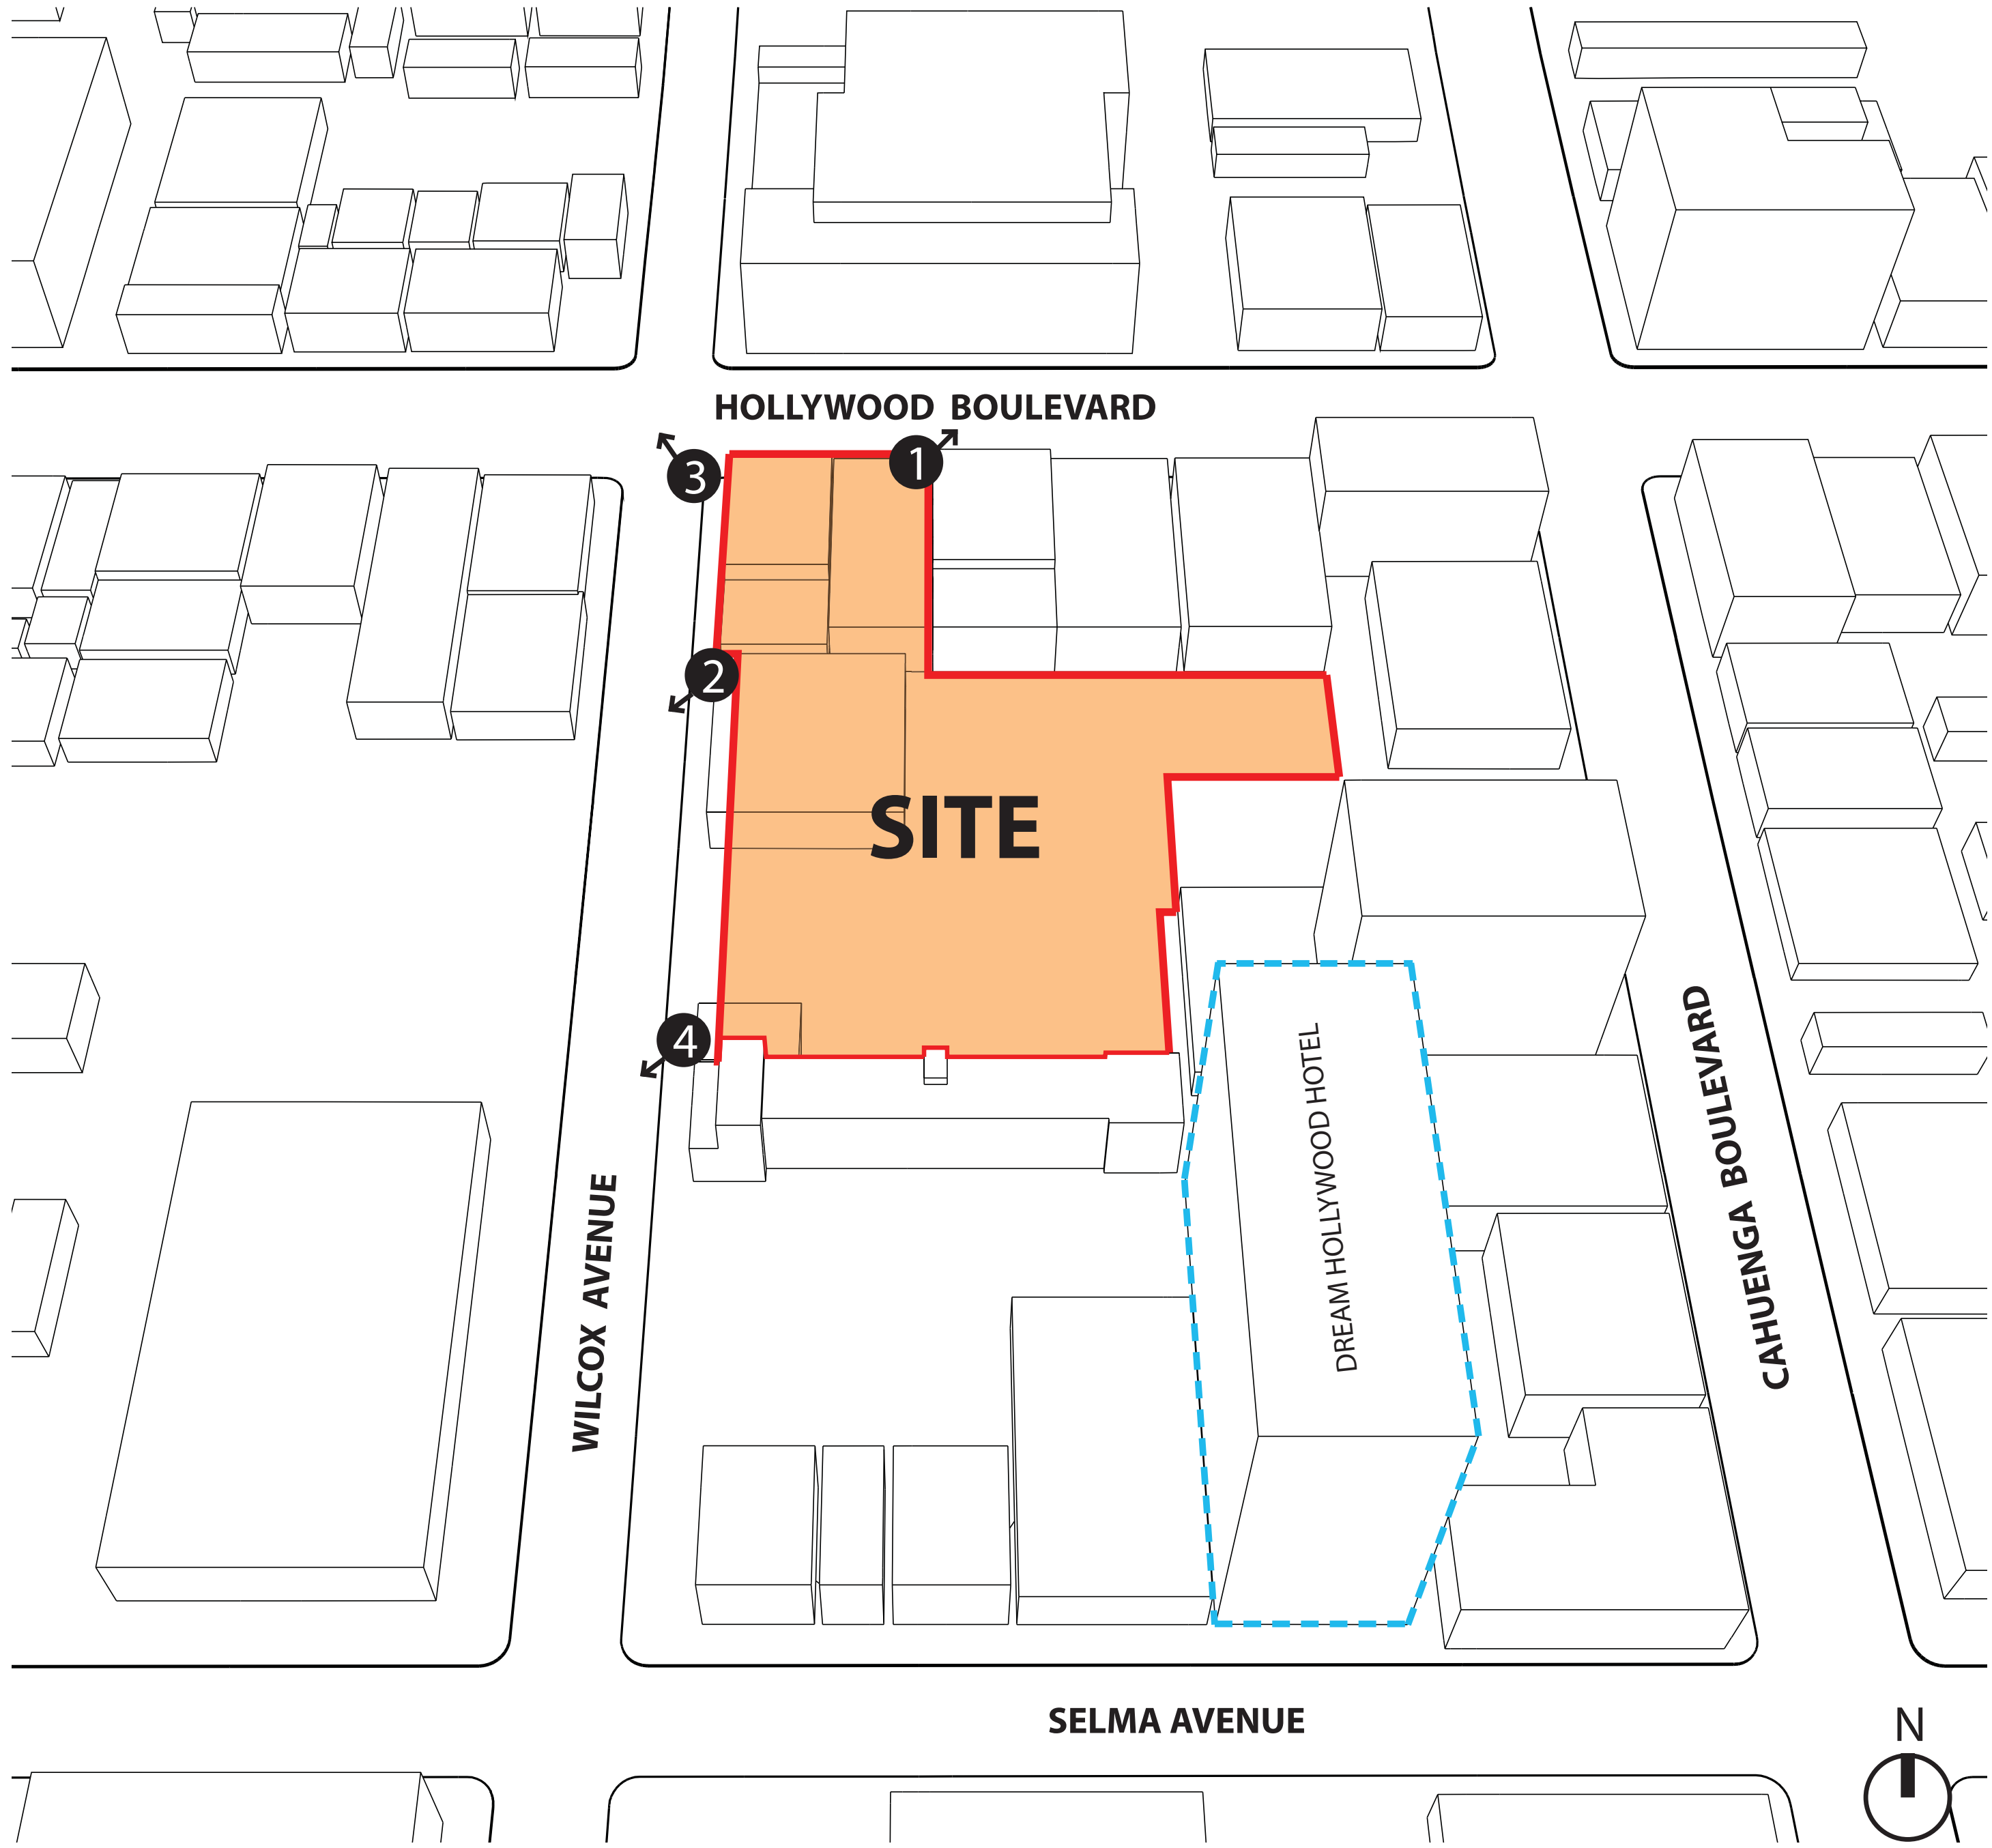 HOLLYWOOD BOULEVARD
1
3
2
SITE
4
DREAM HOLLYWOOD HOTEL
CAHUENGA BOULEVARD
WILCOX AVENUE
SELMA AVENUE
N